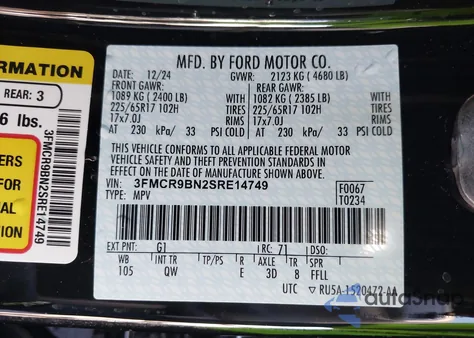 FORMATION
REAR: 3
6 lbs.
ERS
NAL
ION
3FMCR9BN2SRE14749
MFD. BY FORD MOTOR CO.
DATE: 12/24 GVWR: 2123 KG (4680 LB)
FRONT GAWR: REAR GAWR:
1089 KG (2400 LB) 1082 KG (2385 LB)
225/65R17 102H TIRES 225/65R17 102H
17x7.0J RIMS 17x7.0J
AT 230 kPa/ 33 PSI COLD AT 230 kPa/ 33 PSI COLD
THIS VEHICLE CONFORMS TO ALL APPLICABLE FEDERAL MOTOR
VEHICLE SAFETY AND THEFT PREVENTION STANDARDS IN
EFFECT ON THE DATE OF MANUFACTURE SHOWN ABOVE.
VIN: 3FMCR9BN2SRE14749
TYPE: MPV
F0067
T0234
EXT PNT: G1 RC: 71 DSO:
WB INT TR TP/PS R AXLE TR SPR
105 QW E 3D 8 FFLL
UTC ▽ RU5A-1520472-AA
autosnap